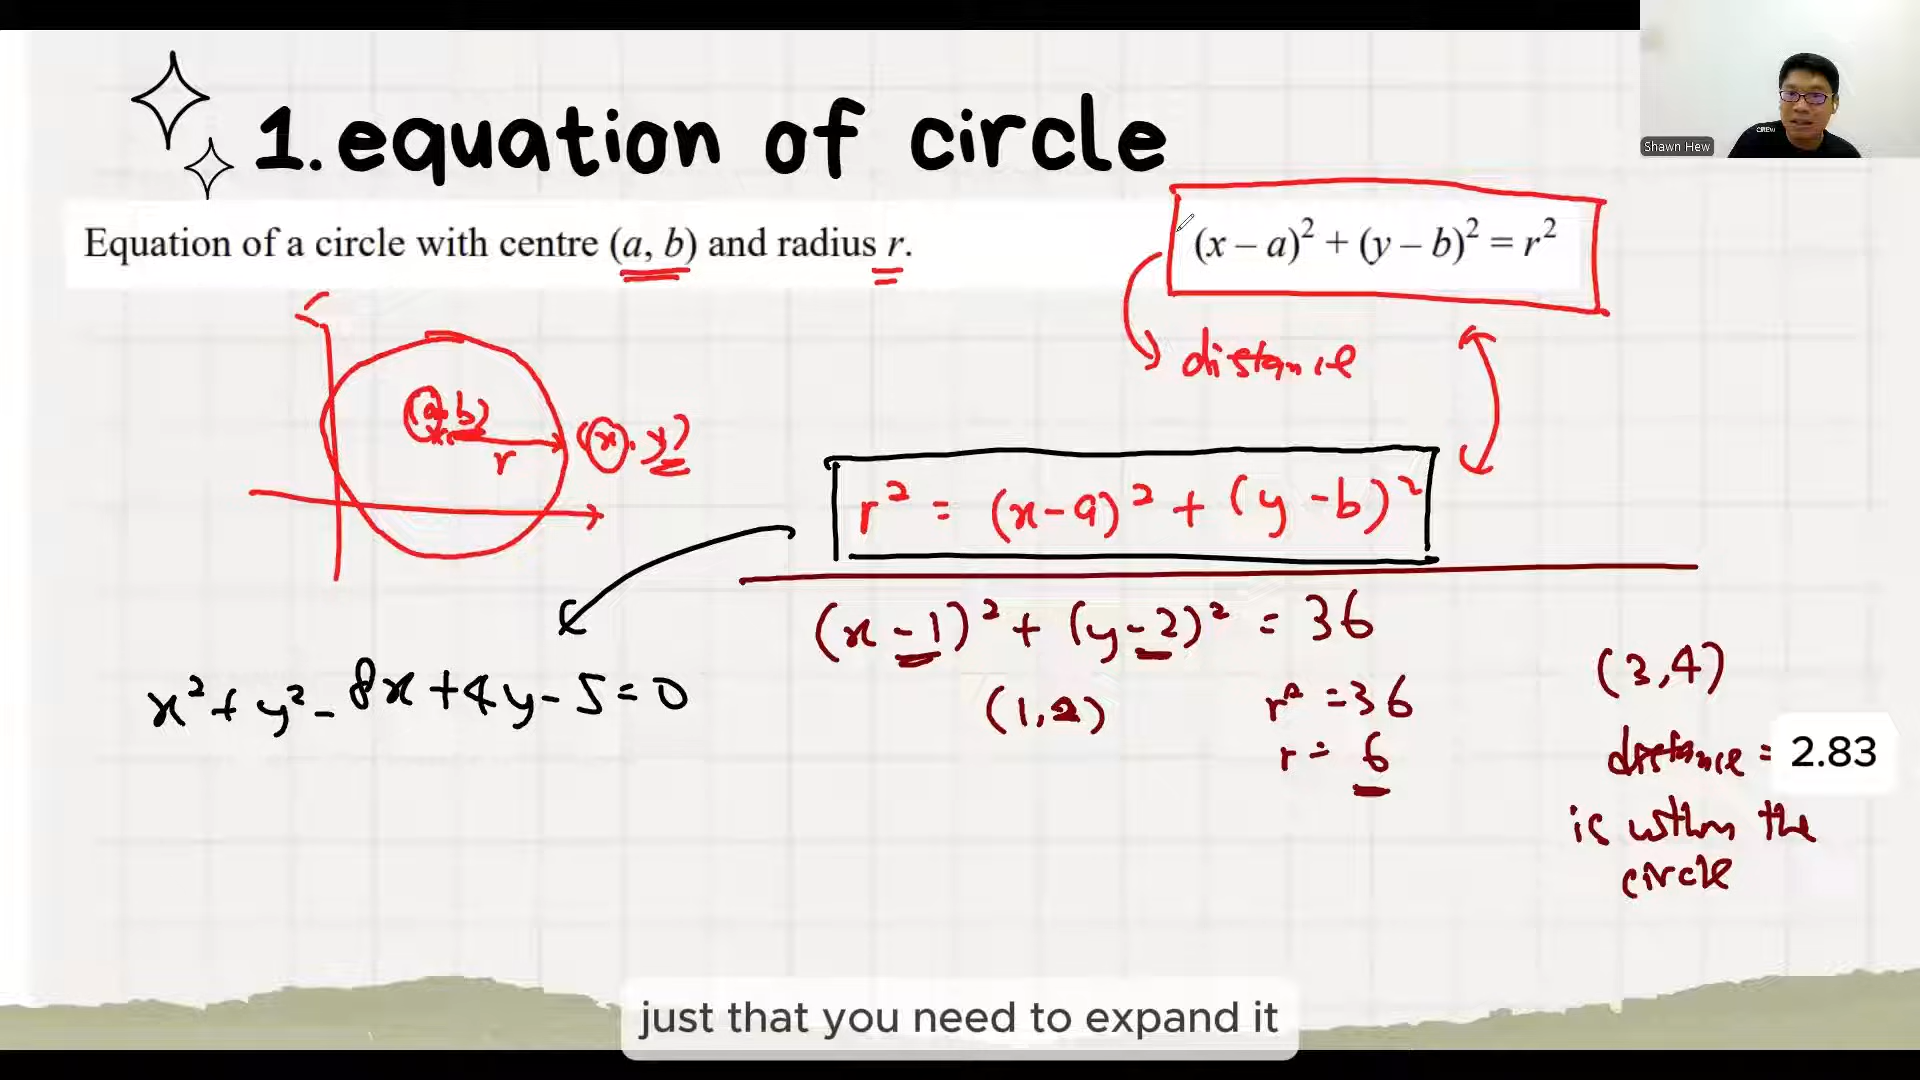 1. equation of circle
Shawn Hew
Equation of a circle with centre (a, b) and radius r.
(x – a)² + (y – b)² = r²
distance
(a, b)
r
(x, y)
r² = (x-a)² + (y-b)²
(x-1)² + (y-2)² = 36
x² + y² - 8x + 4y - 5 = 0
(1, 2)
r² = 36
r = 6
(3,4)
distance = 2.83
is within the
circle
just that you need to expand it